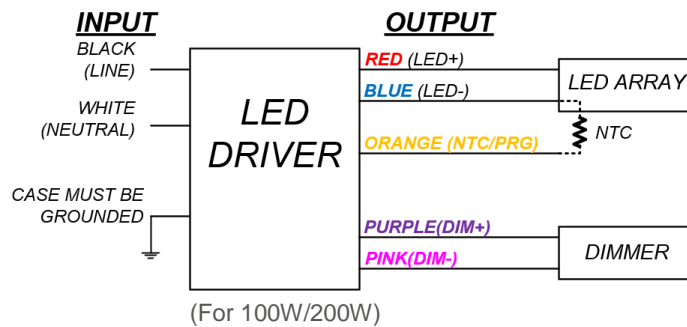 INPUT
OUTPUT
BLACK
(LINE)
WHITE
(NEUTRAL)
CASE MUST BE
GROUNDED
LED
DRIVER
RED (LED+)
BLUE (LED-)
ORANGE (NTC/PRG)
PURPLE(DIM+)
PINK(DIM-)
LED ARRAY
NTC
DIMMER
(For 100W/200W)